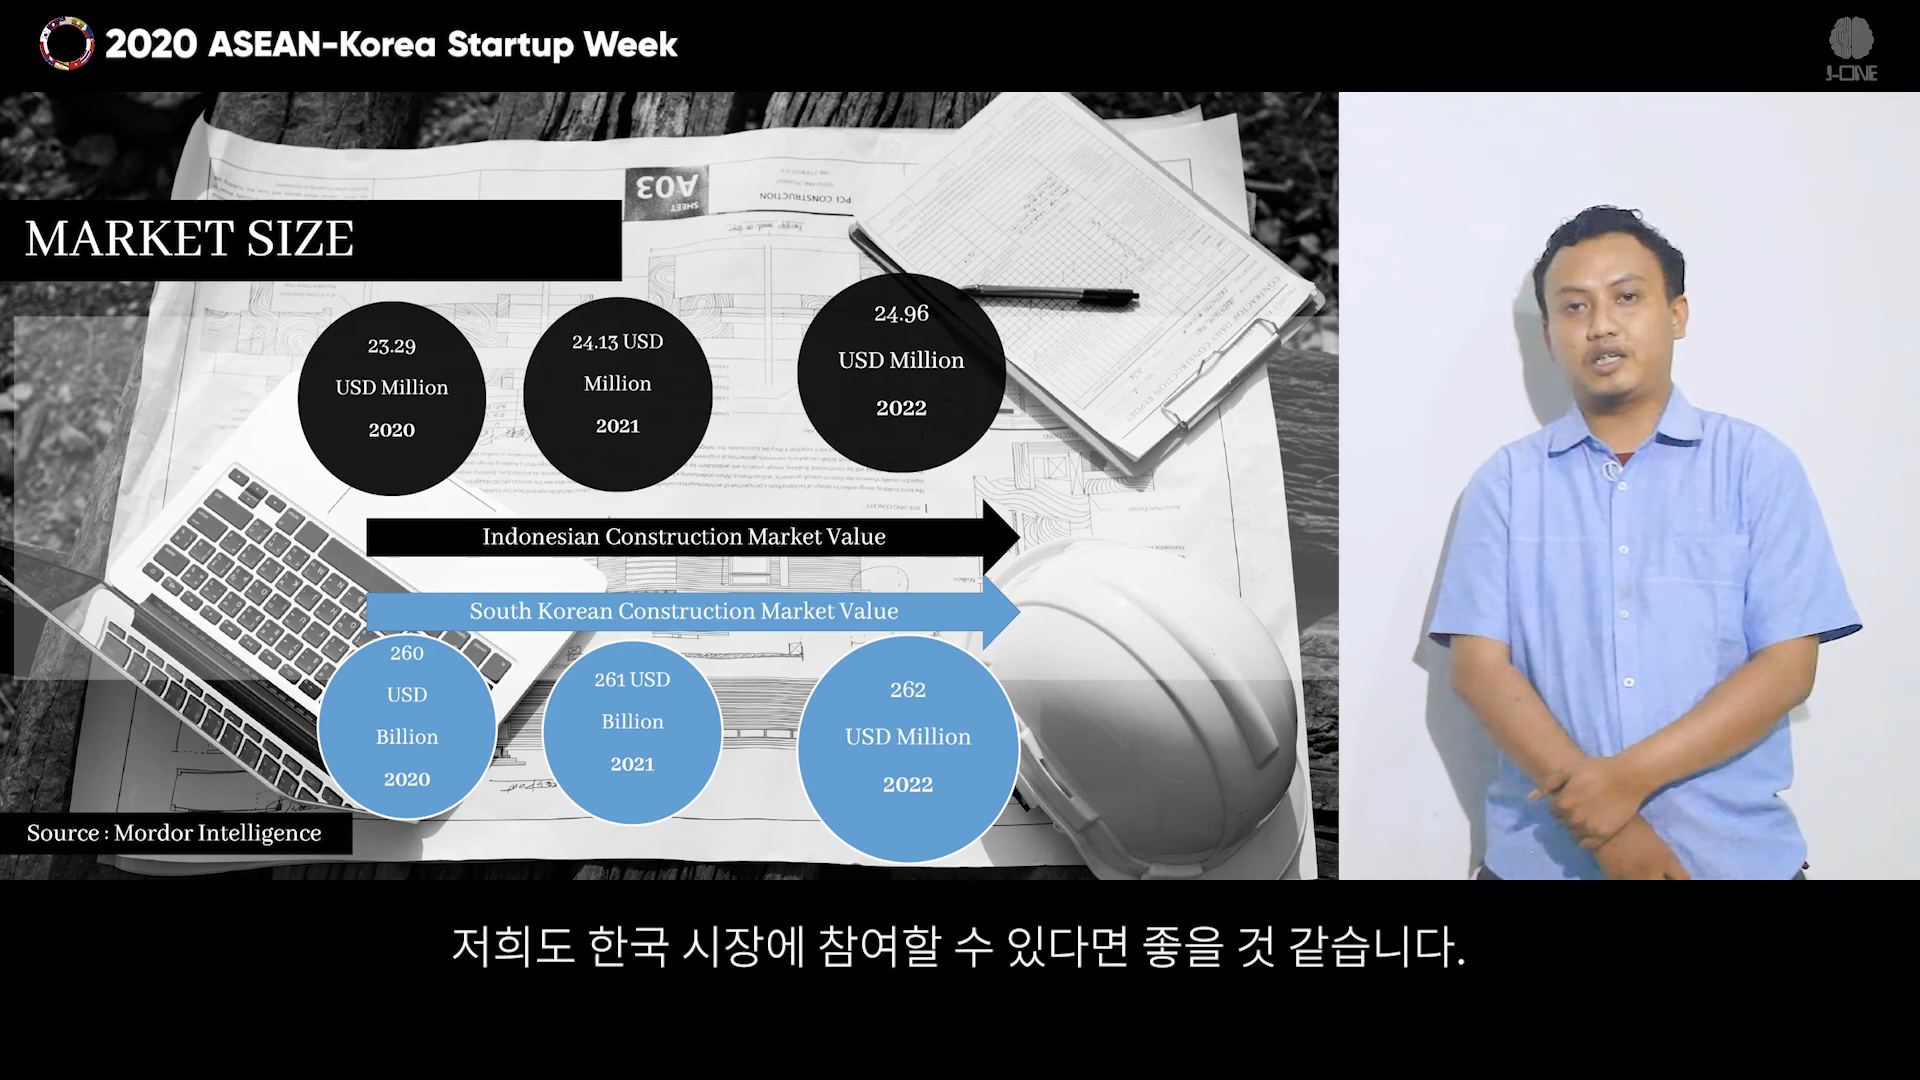 2020 ASEAN-Korea Startup Week
J-ONE
A03
SHEET
PCI CONSTRUCTION
MARKET SIZE
23.29
USD Million
2020
24.13 USD
Million
2021
24.96
USD Million
2022
Indonesian Construction Market Value
South Korean Construction Market Value
260
USD
Billion
2020
261 USD
Billion
2021
262
USD Million
2022
Source : Mordor Intelligence
저희도 한국 시장에 참여할 수 있다면 좋을 것 같습니다.